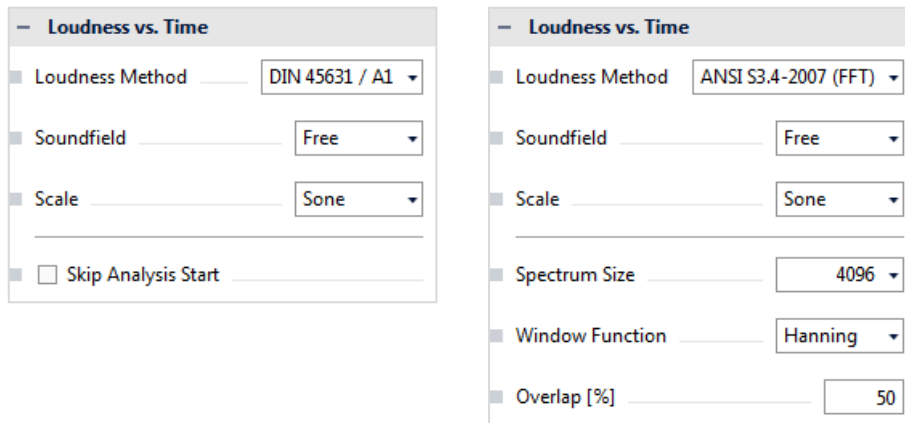 – Loudness vs. Time
Loudness Method DIN 45631 / A1
Soundfield Free
Scale Sone
Skip Analysis Start
– Loudness vs. Time
Loudness Method ANSI S3.4-2007 (FFT)
Soundfield Free
Scale Sone
Spectrum Size 4096
Window Function Hanning
Overlap [%] 50